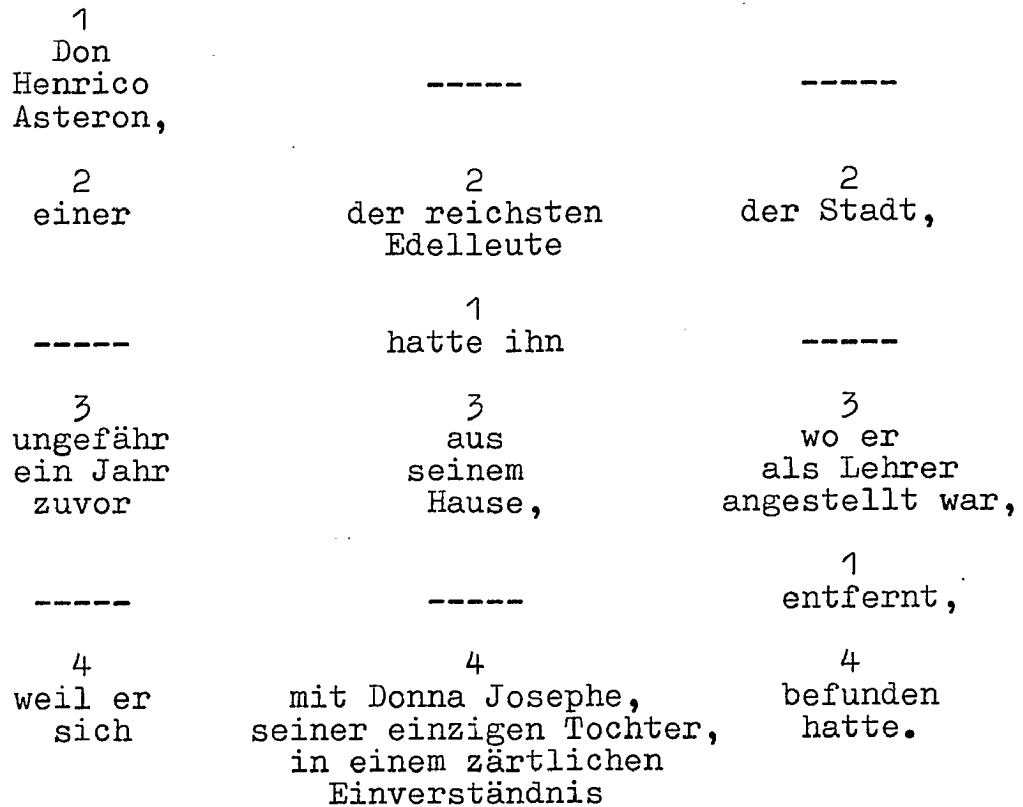 1
Don
Henrico ----- -----
Asteron,
2 2 2
einer der reichsten der Stadt,
Edelleute
1
----- hatte ihn -----
3 3 3
ungefähr aus wo er
ein Jahr seinem als Lehrer
zuvor Hause, angestellt war,
1
----- ----- entfernt,
4 4 4
weil er mit Donna Josephe, befunden
sich seiner einzigen Tochter, hatte.
in einem zärtlichen
Einverständnis